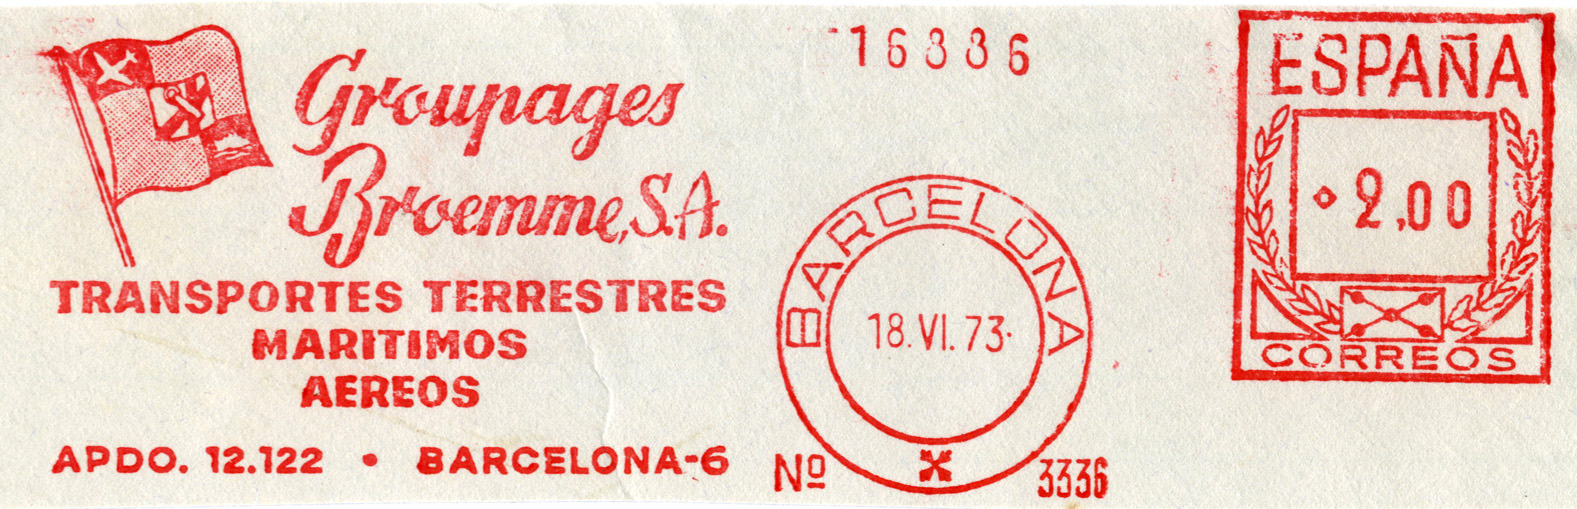 Groupages
Broemme, S.A.
TRANSPORTES TERRESTRES
MARITIMOS
AEREOS
APDO. 12.122 • BARCELONA-6
16886
BARCELONA
18.VI.73.
Nº 3336
ESPAÑA
2,00
CORREOS